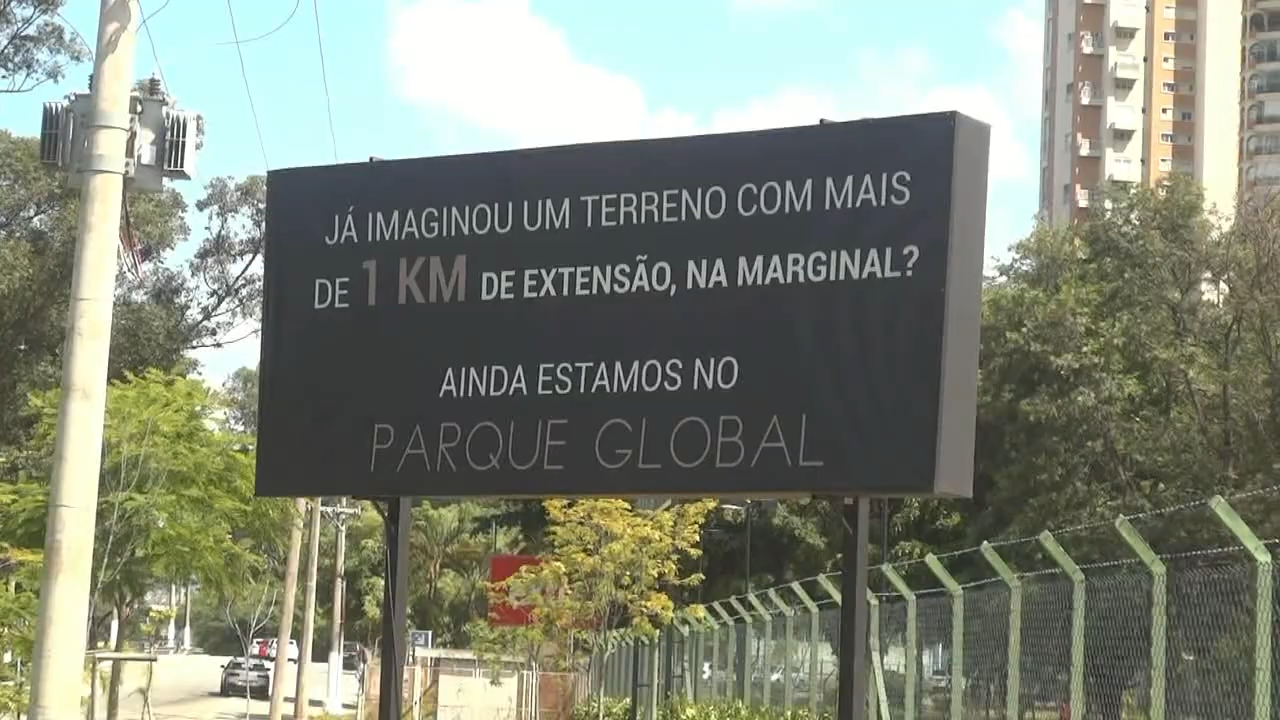 JÁ IMAGINOU UM TERRENO COM MAIS
DE 1 KM DE EXTENSÃO, NA MARGINAL?
AINDA ESTAMOS NO
PARQUE GLOBAL